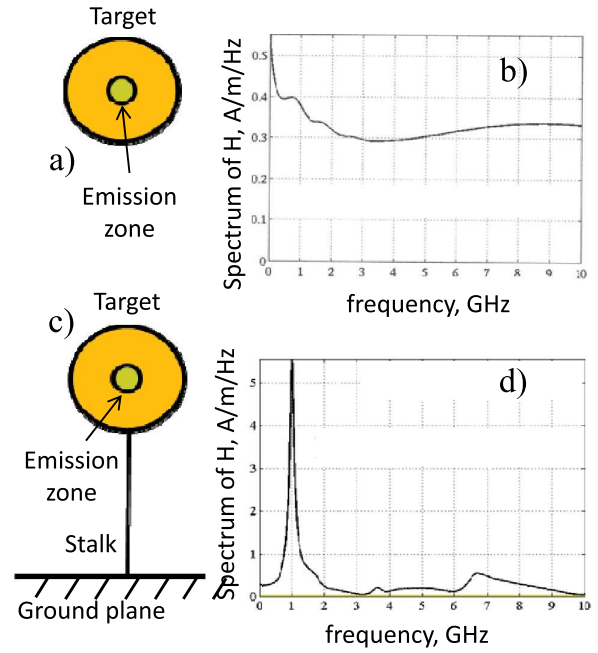 Target
a)
Emission
zone
Spectrum of H, A/m/Hz
b)
0.5
0.4
0.3
0.2
0.1
0
0 1 2 3 4 5 6 7 8 9 10
frequency, GHz
Target
c)
Emission
zone
Stalk
Ground plane
Spectrum of H, A/m/Hz
d)
5
4
3
2
1
0
0 1 2 3 4 5 6 7 8 9 10
frequency, GHz